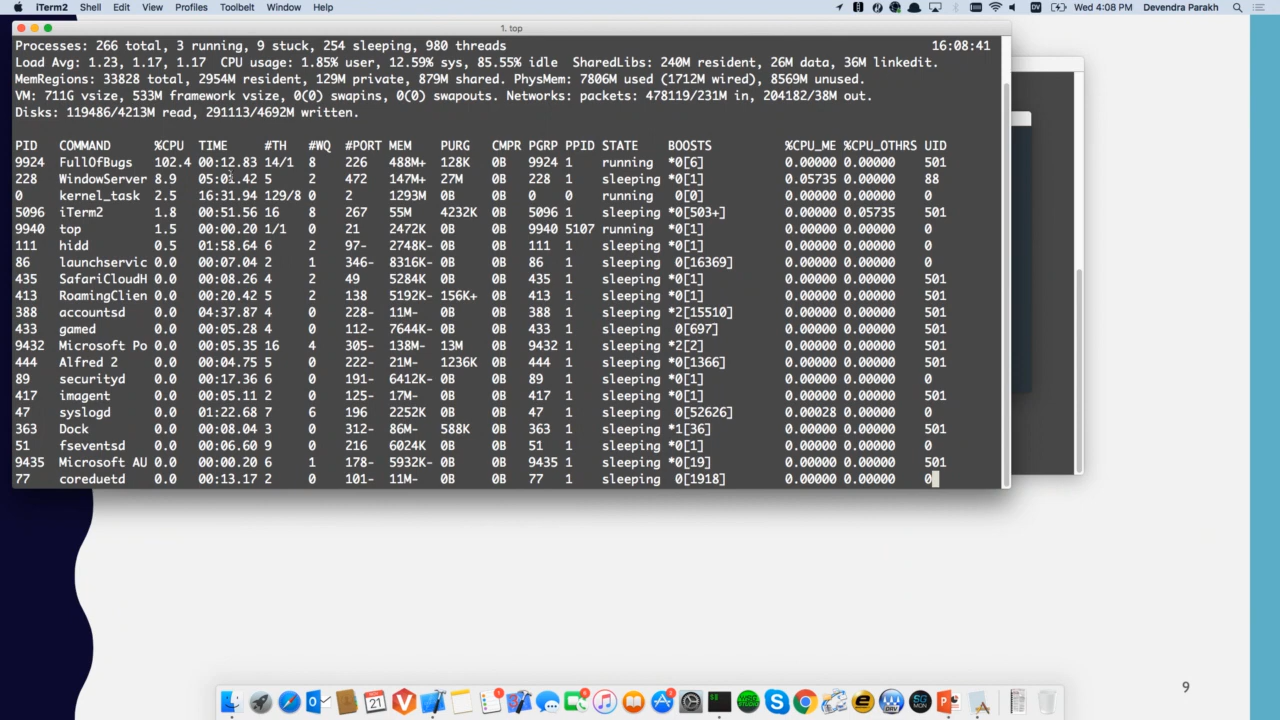 iTerm2 Shell Edit View Profiles Toolbelt Window Help Wed 4:08 PM Devendra Parakh
1. top
Processes: 266 total, 3 running, 9 stuck, 254 sleeping, 980 threads 16:08:41
Load Avg: 1.23, 1.17, 1.17 CPU usage: 1.85% user, 12.59% sys, 85.55% idle SharedLibs: 240M resident, 26M data, 36M linkedit.
MemRegions: 33828 total, 2954M resident, 129M private, 879M shared. PhysMem: 7806M used (1712M wired), 8569M unused.
VM: 711G vsize, 533M framework vsize, 0(0) swapins, 0(0) swapouts. Networks: packets: 478119/231M in, 204182/38M out.
Disks: 119486/4213M read, 291113/4692M written.
PID COMMAND %CPU TIME #TH #WQ #PORT MEM PURG CMPR PGRP PPID STATE BOOSTS %CPU_ME %CPU_OTHRS UID
9924 FullOfBugs 102.4 00:12.83 14/1 8 226 488M+ 128K 0B 9924 1 running *0[6] 0.00000 0.00000 501
228 WindowServer 8.9 05:01.42 5 2 472 147M+ 27M 0B 228 1 sleeping *0[1] 0.05735 0.00000 88
0 kernel_task 2.5 16:31.94 129/8 0 2 1293M 0B 0B 0 0 running 0[0] 0.00000 0.00000 0
5096 iTerm2 1.8 00:51.56 16 8 267 55M 4232K 0B 5096 1 sleeping *0[503+] 0.00000 0.05735 501
9940 top 1.5 00:00.20 1/1 0 21 2472K 0B 0B 9940 5107 running *0[1] 0.00000 0.00000 0
111 hidd 0.5 01:58.64 6 2 97- 2748K- 0B 0B 111 1 sleeping *0[1] 0.00000 0.00000 0
86 launchservic 0.0 00:07.04 2 1 346- 8316K- 0B 0B 86 1 sleeping 0[16369] 0.00000 0.00000 0
435 SafariCloudH 0.0 00:08.26 4 2 49 5284K 0B 0B 435 1 sleeping *0[1] 0.00000 0.00000 501
413 RoamingClien 0.0 00:20.42 5 2 138 5192K- 156K+ 0B 413 1 sleeping *0[1] 0.00000 0.00000 501
388 accountsd 0.0 04:37.87 4 2 228- 11M- 0B 0B 388 1 sleeping *2[15510] 0.00000 0.00000 501
433 gamed 0.0 00:05.28 4 0 112- 7644K- 0B 0B 433 1 sleeping 0[697] 0.00000 0.00000 501
9432 Microsoft Po 0.0 00:05.35 16 4 305- 138M- 13M 0B 9432 1 sleeping *2[2] 0.00000 0.00000 501
444 Alfred 2 0.0 00:04.75 5 0 222- 21M- 1236K 0B 444 1 sleeping *0[1366] 0.00000 0.00000 501
89 securityd 0.0 00:17.36 6 0 191- 6412K- 0B 0B 89 1 sleeping *0[1] 0.00000 0.00000 0
417 imagent 0.0 00:05.11 2 0 125- 17M- 0B 0B 417 1 sleeping *0[1] 0.00000 0.00000 501
47 syslogd 0.0 01:22.68 7 6 196 2252K 0B 0B 47 1 sleeping 0[52626] 0.00028 0.00000 0
363 Dock 0.0 00:08.04 3 0 312- 86M- 588K 0B 363 1 sleeping *1[36] 0.00000 0.00000 501
51 fseventsd 0.0 00:06.60 9 0 216 6024K 0B 0B 51 1 sleeping *0[1] 0.00000 0.00000 0
9435 Microsoft AU 0.0 00:00.20 6 1 178- 5932K- 0B 0B 9435 1 sleeping *0[19] 0.00000 0.00000 501
77 coreduetd 0.0 00:13.17 2 0 101- 11M- 0B 0B 77 1 sleeping 0[1918] 0.00000 0.00000 0
9